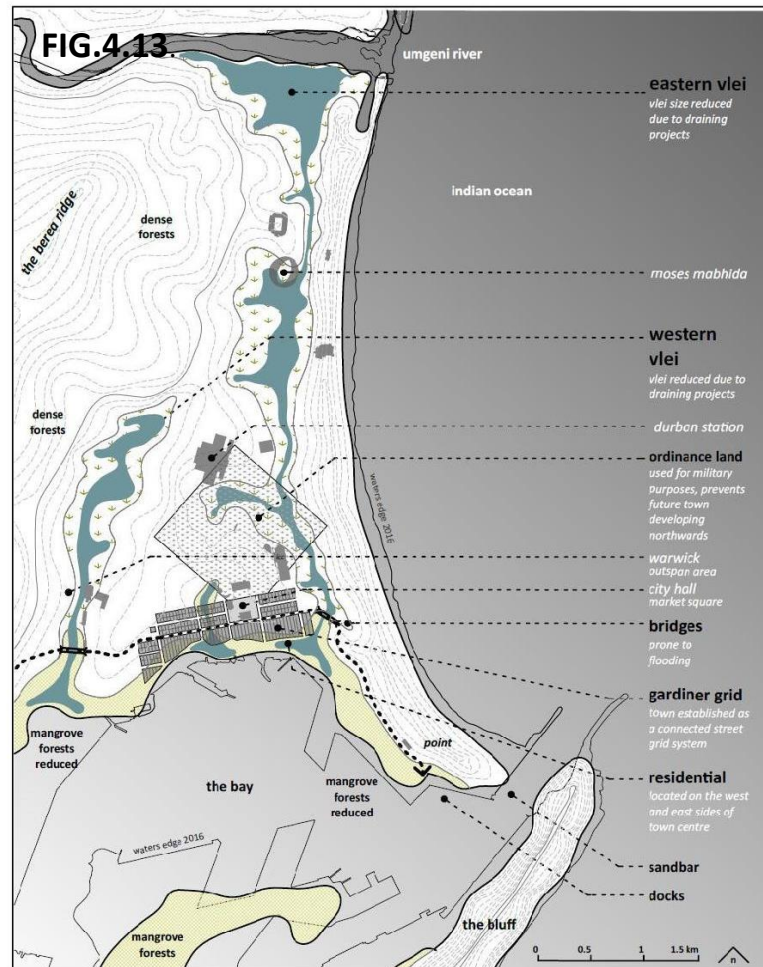 FIG.4.13.
umgeni river
eastern vlei
vlei size reduced
due to draining
projects
indian ocean
dense
forests
the berea ridge
moses mabhida
western
vlei
vlei reduced due to
draining projects
dense
forests
durban station
ordinance land
used for military
purposes, prevents
future town
developing
northwards
waters edge 2016
warwick
outspan area
city hall
market square
bridges
prone to
flooding
gardiner grid
town established as
a connected street
grid system
mangrove
forests
reduced
point
the bay
mangrove
forests
reduced
residential
located on the west
and east sides of
town centre
waters edge 2016
sandbar
docks
the bluff
mangrove
forests
0 0.5 1 1.5 km
n